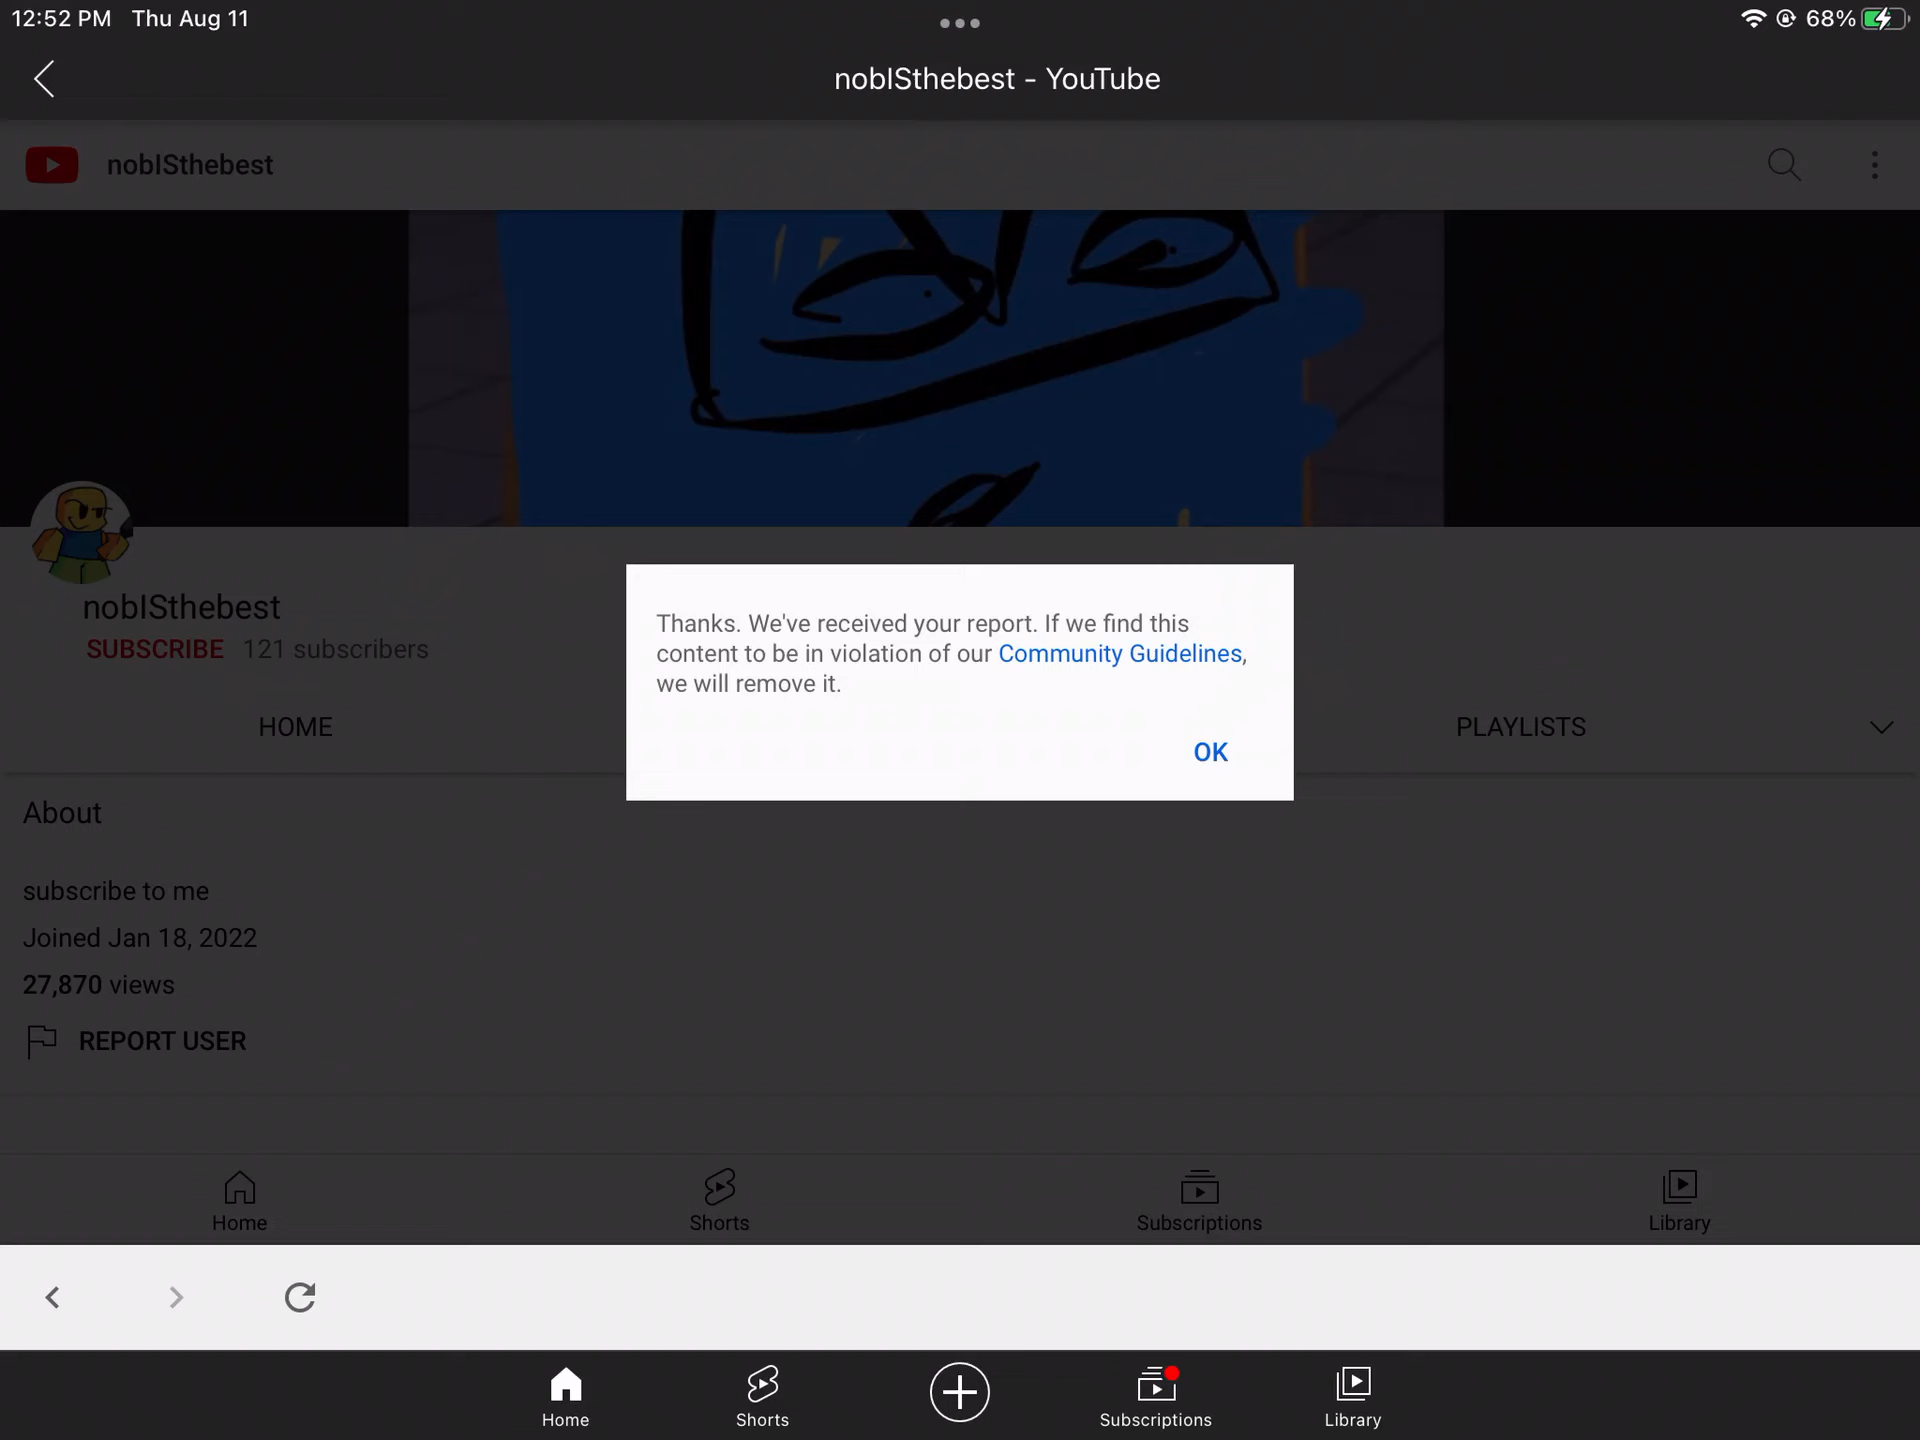 12:52 PM Thu Aug 11
68%
nobISthebest - YouTube
nobISthebest
nobISthebest
SUBSCRIBE 121 subscribers
Thanks. We've received your report. If we find this
content to be in violation of our Community Guidelines,
we will remove it.
OK
HOME
PLAYLISTS
About
subscribe to me
Joined Jan 18, 2022
27,870 views
REPORT USER
Home
Shorts
Subscriptions
Library
Home
Shorts
Subscriptions
Library